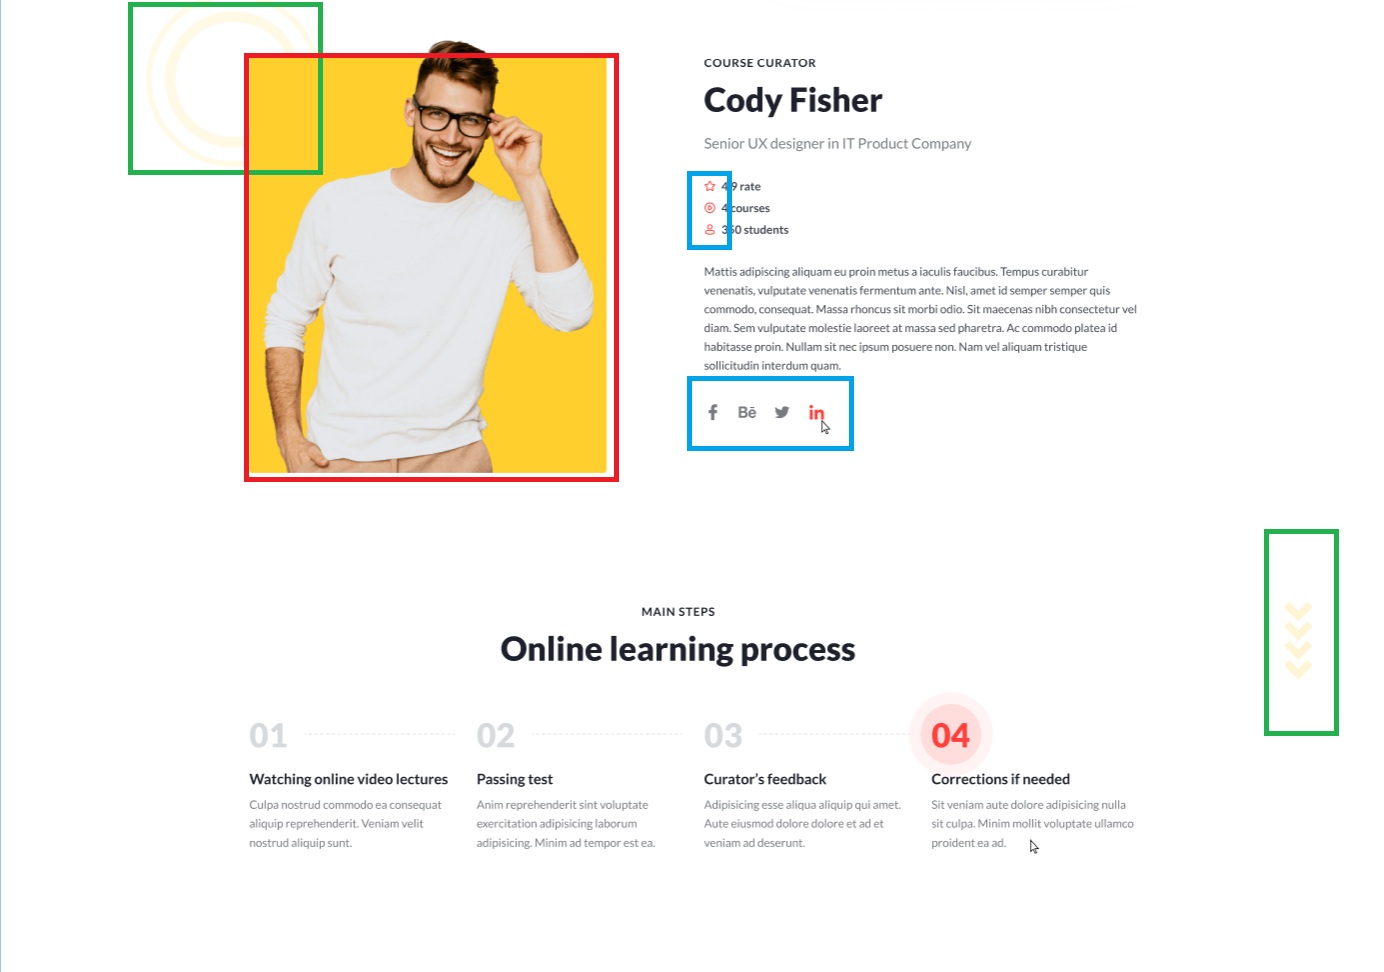 COURSE CURATOR
Cody Fisher
Senior UX designer in IT Product Company
4.9 rate
4 courses
350 students
Mattis adipiscing aliquam eu proin metus a iaculis faucibus. Tempus curabitur
venenatis, vulputate venenatis fermentum ante. Nisl, amet id semper semper quis
commodo, consequat. Massa rhoncus sit morbi odio. Sit maecenas nibh consectetur vel
diam. Sem vulputate molestie laoreet at massa sed pharetra. Ac commodo platea id
habitasse proin. Nullam sit nec ipsum posuere non. Nam vel aliquam tristique
sollicitudin interdum quam.
f Bē in
MAIN STEPS
Online learning process
01 02 03 04
Watching online video lectures
Culpa nostrud commodo ea consequat
aliquip reprehenderit. Veniam velit
nostrud aliquip sunt.
Passing test
Anim reprehenderit sint voluptate
exercitation adipisicing laborum
adipisicing. Minim ad tempor est ea.
Curator's feedback
Adipisicing esse aliqua aliquip qui amet.
Aute eiusmod dolore dolore et ad et
veniam ad deserunt.
Corrections if needed
Sit veniam aute dolore adipisicing nulla
sit culpa. Minim mollit voluptate ullamco
proident ea ad.